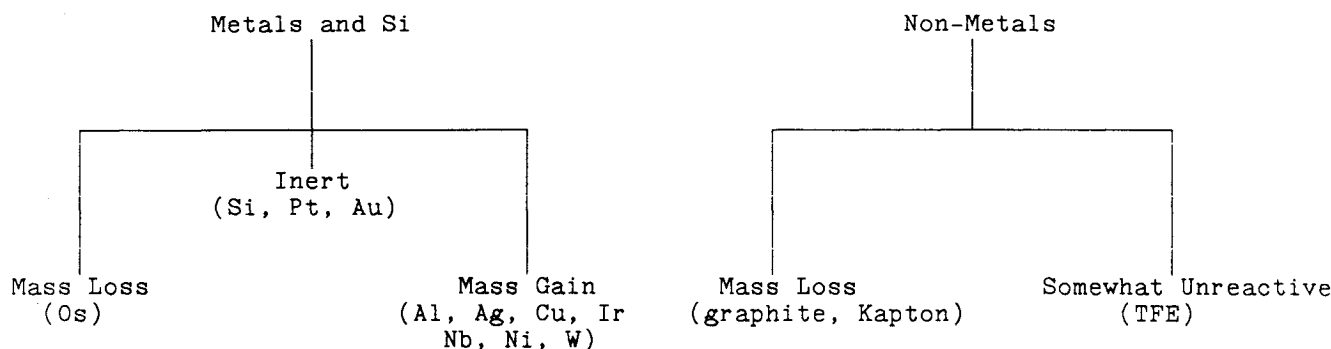 Metals and Si
Non-Metals
Inert
(Si, Pt, Au)
Mass Loss
(Os)
Mass Gain
(Al, Ag, Cu, Ir
Nb, Ni, W)
Mass Loss
(graphite, Kapton)
Somewhat Unreactive
(TFE)